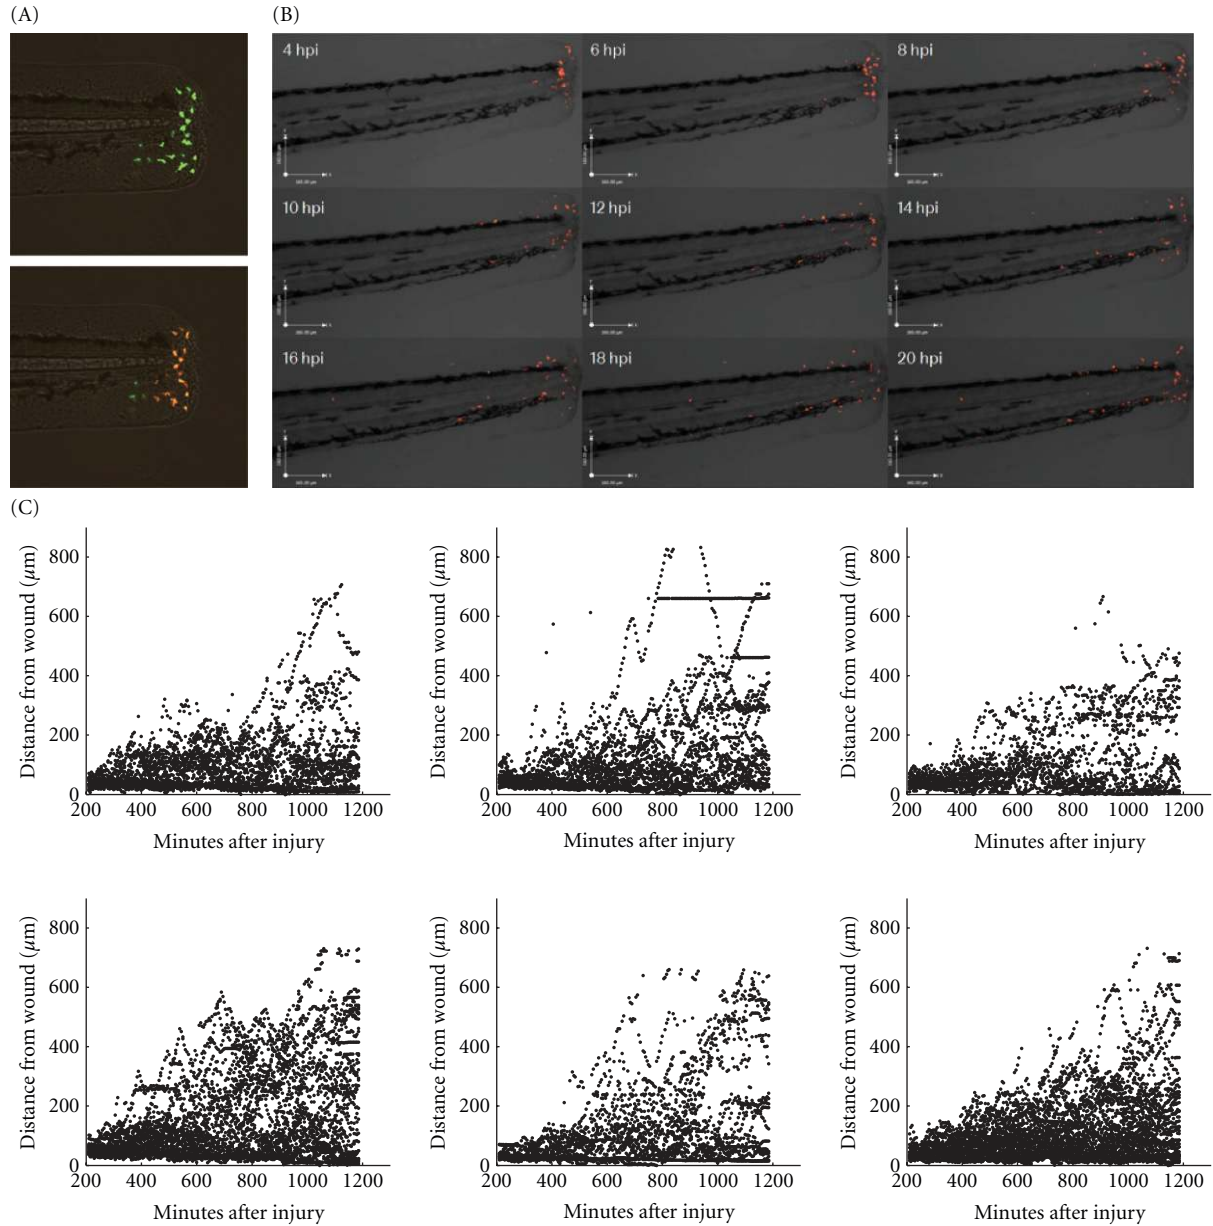 (A)
(B)
4 hpi
6 hpi
8 hpi
10 hpi
12 hpi
14 hpi
16 hpi
18 hpi
20 hpi
(C)
Distance from wound (μm)
800
600
400
200
0
200 400 600 800 1000 1200
Minutes after injury
Distance from wound (μm)
800
600
400
200
0
200 400 600 800 1000 1200
Minutes after injury
Distance from wound (μm)
800
600
400
200
0
200 400 600 800 1000 1200
Minutes after injury
Distance from wound (μm)
800
600
400
200
0
200 400 600 800 1000 1200
Minutes after injury
Distance from wound (μm)
800
600
400
200
0
200 400 600 800 1000 1200
Minutes after injury
Distance from wound (μm)
800
600
400
200
0
200 400 600 800 1000 1200
Minutes after injury